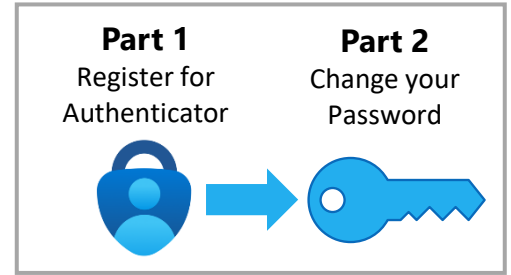 Part 1
Register for
Authenticator
Part 2
Change your
Password